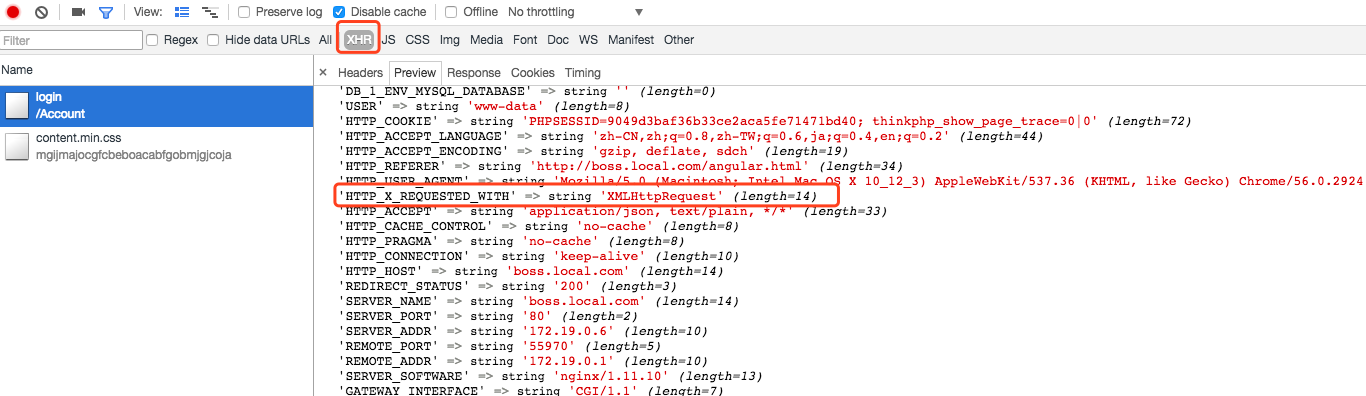 View: Preserve log Disable cache Offline No throttling
Filter Regex Hide data URLs All XHR JS CSS Img Media Font Doc WS Manifest Other
Name
× Headers Preview Response Cookies Timing
login
/Account
content.min.css
mgijmajocgfcbeboacabfgobmjgjcoja
'DB_1_ENV_MYSQL_DATABASE' => string '' (length=0)
'USER' => string 'www-data' (length=8)
'HTTP_COOKIE' => string 'PHPSESSID=9049d3baf36b33ce2aca5fe71471bd40; thinkphp_show_page_trace=0|0' (length=72)
'HTTP_ACCEPT_LANGUAGE' => string 'zh-CN,zh;q=0.8,zh-TW;q=0.6,ja;q=0.4,en;q=0.2' (length=44)
'HTTP_ACCEPT_ENCODING' => string 'gzip, deflate, sdch' (length=19)
'HTTP_REFERER' => string 'http://boss.local.com/angular.html' (length=34)
'HTTP_USER_AGENT' => string 'Mozilla/5.0 (Macintosh; Intel Mac OS X 10_12_3) AppleWebKit/537.36 (KHTML, like Gecko) Chrome/56.0.2924
'HTTP_X_REQUESTED_WITH' => string 'XMLHttpRequest' (length=14)
'HTTP_ACCEPT' => string 'application/json, text/plain, */*' (length=33)
'HTTP_CACHE_CONTROL' => string 'no-cache' (length=8)
'HTTP_PRAGMA' => string 'no-cache' (length=8)
'HTTP_CONNECTION' => string 'keep-alive' (length=10)
'HTTP_HOST' => string 'boss.local.com' (length=14)
'REDIRECT_STATUS' => string '200' (length=3)
'SERVER_NAME' => string 'boss.local.com' (length=14)
'SERVER_PORT' => string '80' (length=2)
'SERVER_ADDR' => string '172.19.0.6' (length=10)
'REMOTE_PORT' => string '55970' (length=5)
'REMOTE_ADDR' => string '172.19.0.1' (length=10)
'SERVER_SOFTWARE' => string 'nginx/1.11.10' (length=13)
'GATEWAY_INTERFACE' => string 'CGI/1.1' (length=7)